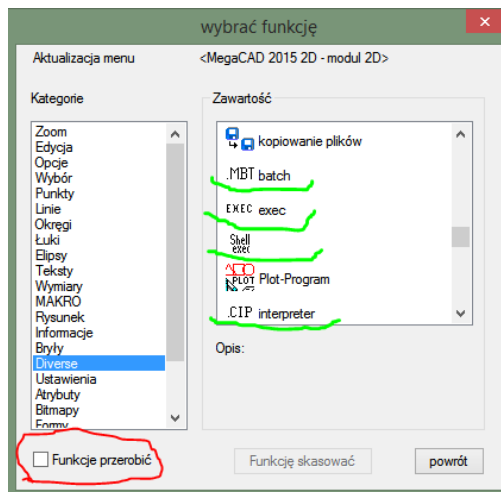 wybrać funkcję
Aktualizacja menu
<MegaCAD 2015 2D - modul 2D>
Kategorie
Zoom
Edycja
Opcje
Wybór
Punkty
Linie
Okręgi
Łuki
Elipsy
Teksty
Wymiary
MAKRO
Rysunek
Informacje
Bryły
Diverse
Ustawienia
Atrybuty
Bitmapy
Formy
Zawartość
kopiowanie plików
.MBT batch
EXEC exec
Shell
exec
PLOT Plot-Program
.CIP interpreter
Opis:
Funkcje przerobić
Funkcję skasować
powrót